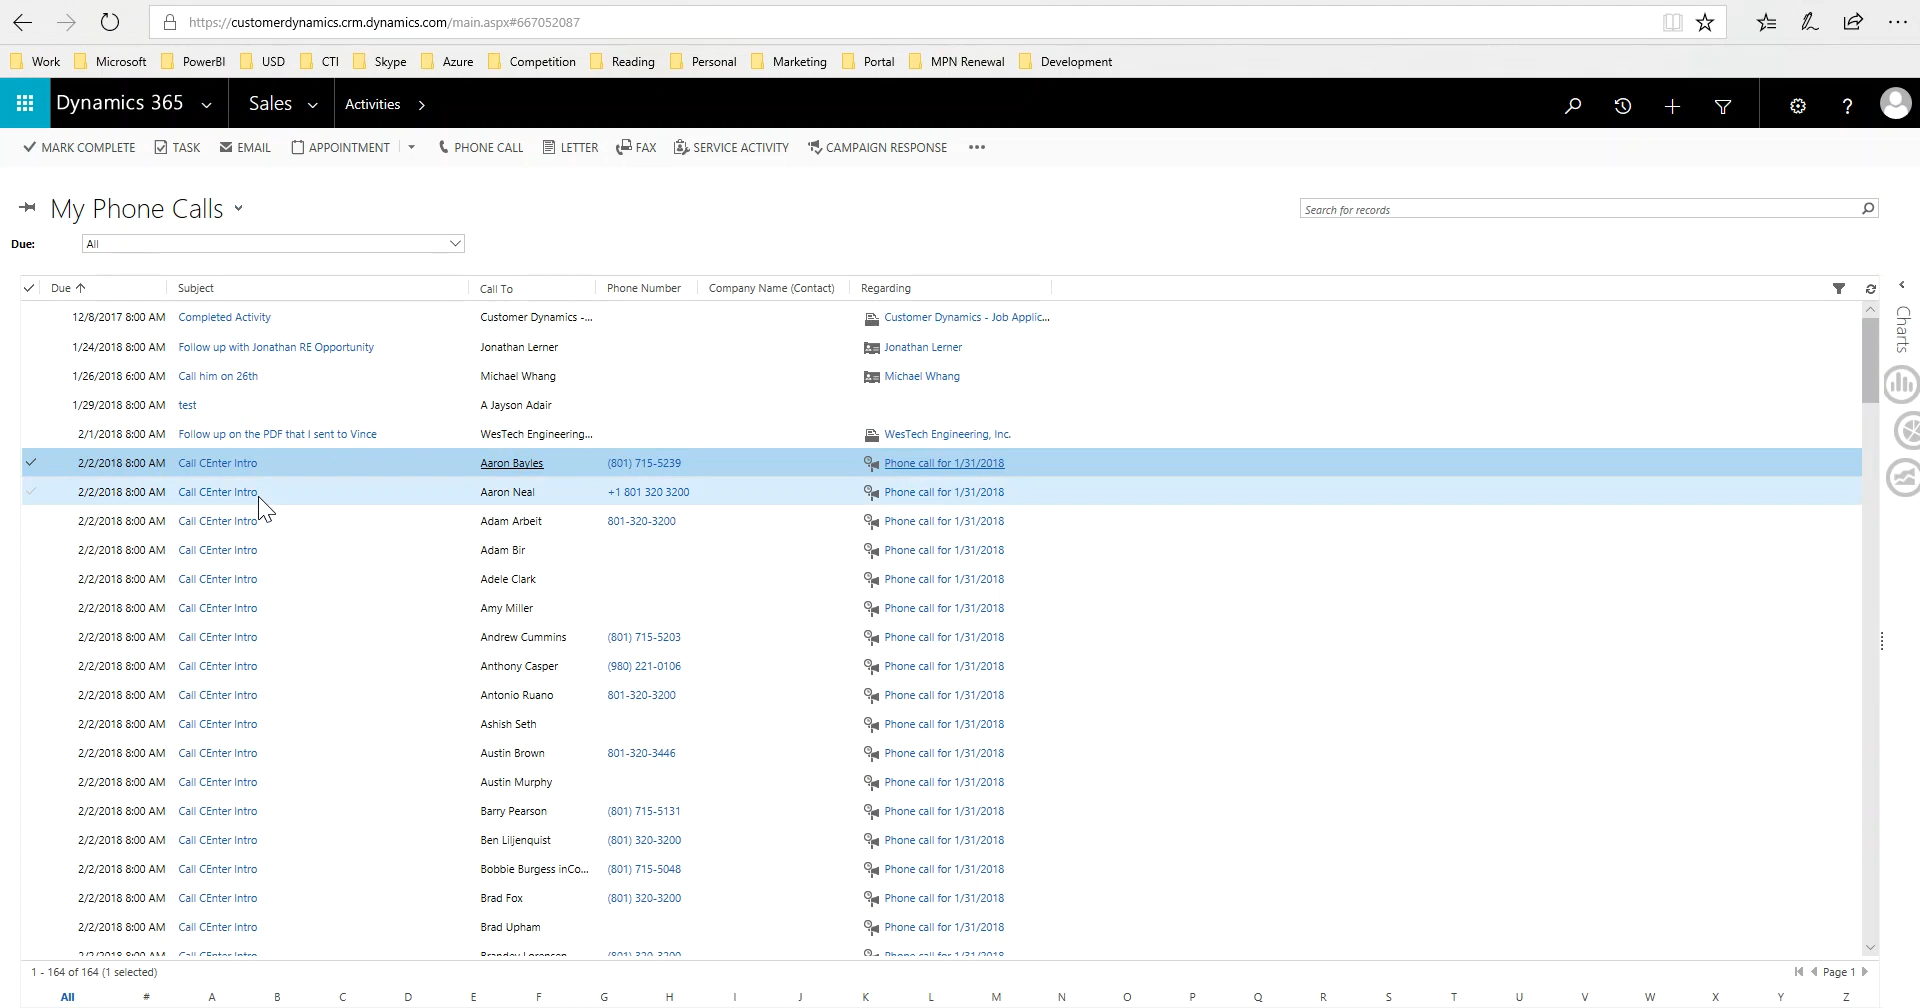 https://customerdynamics.crm.dynamics.com/main.aspx#667052087
Work Microsoft PowerBI USD CTI Skype Azure Competition Reading Personal Marketing Portal MPN Renewal Development
Dynamics 365 Sales Activities
MARK COMPLETE TASK EMAIL APPOINTMENT PHONE CALL LETTER FAX SERVICE ACTIVITY CAMPAIGN RESPONSE
My Phone Calls
Search for records
Due: All
Due Subject Call To Phone Number Company Name (Contact) Regarding
12/8/2017 8:00 AM Completed Activity Customer Dynamics -... Customer Dynamics - Job Applic...
1/24/2018 8:00 AM Follow up with Jonathan RE Opportunity Jonathan Lerner Jonathan Lerner
1/26/2018 6:00 AM Call him on 26th Michael Whang Michael Whang
1/29/2018 8:00 AM test A Jayson Adair
2/1/2018 8:00 AM Follow up on the PDF that I sent to Vince WesTech Engineering... WesTech Engineering, Inc.
2/2/2018 8:00 AM Call CEnter Intro Aaron Bayles (801) 715-5239 Phone call for 1/31/2018
2/2/2018 8:00 AM Call CEnter Intro Aaron Neal +1 801 320 3200 Phone call for 1/31/2018
2/2/2018 8:00 AM Call CEnter Intro Adam Arbeit 801-320-3200 Phone call for 1/31/2018
2/2/2018 8:00 AM Call CEnter Intro Adam Bir Phone call for 1/31/2018
2/2/2018 8:00 AM Call CEnter Intro Adele Clark Phone call for 1/31/2018
2/2/2018 8:00 AM Call CEnter Intro Amy Miller Phone call for 1/31/2018
2/2/2018 8:00 AM Call CEnter Intro Andrew Cummins (801) 715-5203 Phone call for 1/31/2018
2/2/2018 8:00 AM Call CEnter Intro Anthony Casper (980) 221-0106 Phone call for 1/31/2018
2/2/2018 8:00 AM Call CEnter Intro Antonio Ruano 801-320-3200 Phone call for 1/31/2018
2/2/2018 8:00 AM Call CEnter Intro Ashish Seth Phone call for 1/31/2018
2/2/2018 8:00 AM Call CEnter Intro Austin Brown 801-320-3446 Phone call for 1/31/2018
2/2/2018 8:00 AM Call CEnter Intro Austin Murphy Phone call for 1/31/2018
2/2/2018 8:00 AM Call CEnter Intro Barry Pearson (801) 715-5131 Phone call for 1/31/2018
2/2/2018 8:00 AM Call CEnter Intro Ben Liljenquist (801) 320-3200 Phone call for 1/31/2018
2/2/2018 8:00 AM Call CEnter Intro Bobbie Burgess inCo... (801) 715-5048 Phone call for 1/31/2018
2/2/2018 8:00 AM Call CEnter Intro Brad Fox (801) 320-3200 Phone call for 1/31/2018
2/2/2018 8:00 AM Call CEnter Intro Brad Upham Phone call for 1/31/2018
2/2/2018 8:00 AM Call CEnter Intro (801) 320-3200 Phone call for 1/31/2018
Charts
1 - 164 of 164 (1 selected) Page 1
All # A B C D E F G H I J K L M N O P Q R S T U V W X Y Z